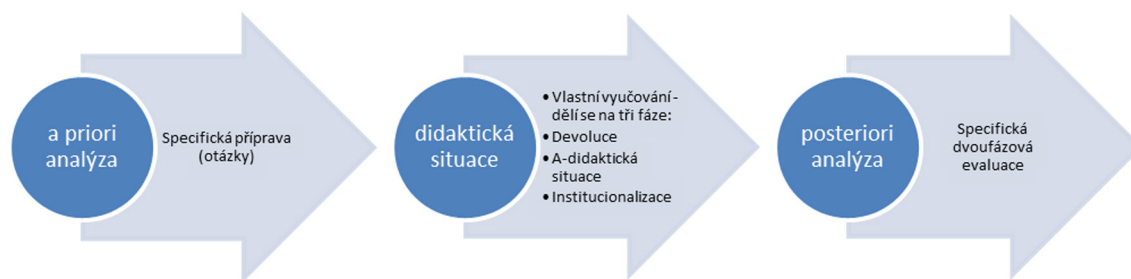 a priori
analýza
Specifická příprava
(otázky)
didaktická
situace
• Vlastní vyučování -
dělí se na tři fáze:
• Devoluce
• A-didaktická
situace
• Institucionalizace
posteriori
analýza
Specifická
dvoufázová
evaluace